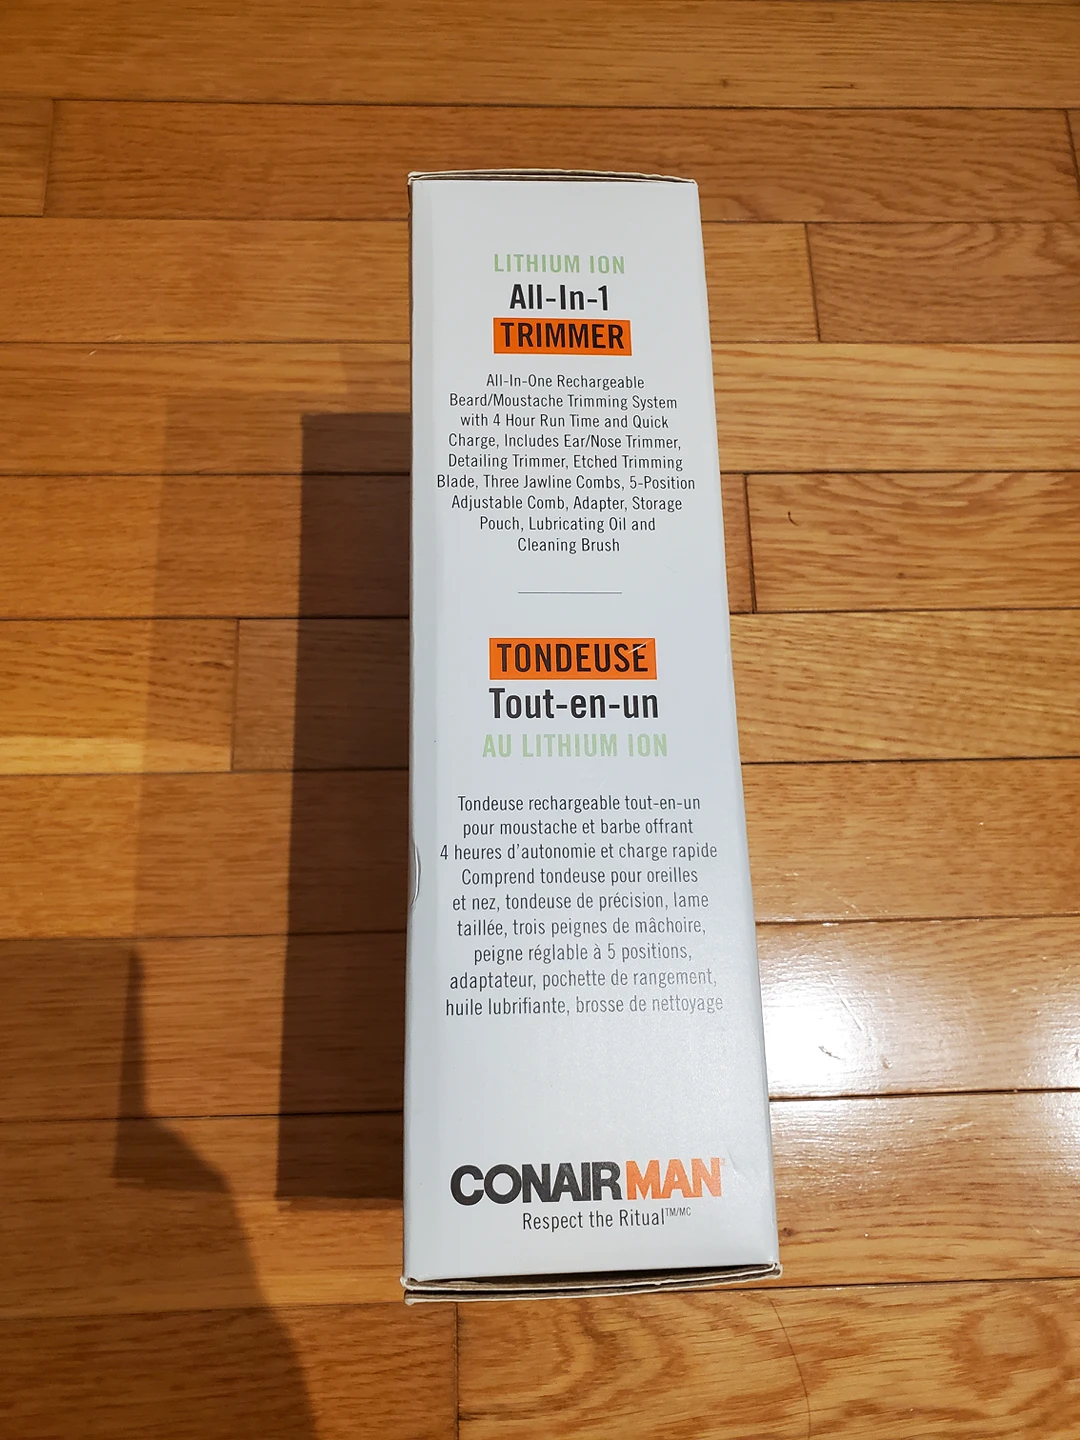 LITHIUM ION
All-In-1
TRIMMER
All-In-One Rechargeable
Beard/Moustache Trimming System
with 4 Hour Run Time and Quick
Charge, Includes Ear/Nose Trimmer,
Detailing Trimmer, Etched Trimming
Blade, Three Jawline Combs, 5-Position
Adjustable Comb, Adapter, Storage
Pouch, Lubricating Oil and
Cleaning Brush
TONDEUSE
Tout-en-un
AU LITHIUM ION
Tondeuse rechargeable tout-en-un
pour moustache et barbe offrant
4 heures d'autonomie et charge rapide
Comprend tondeuse pour oreilles
et nez, tondeuse de précision, lame
taillée, trois peignes de mâchoire,
peigne réglable à 5 positions,
adaptateur, pochette de rangement,
huile lubrifiante, brosse de nettoyage
CONAIRMAN
Respect the Ritual™/MC